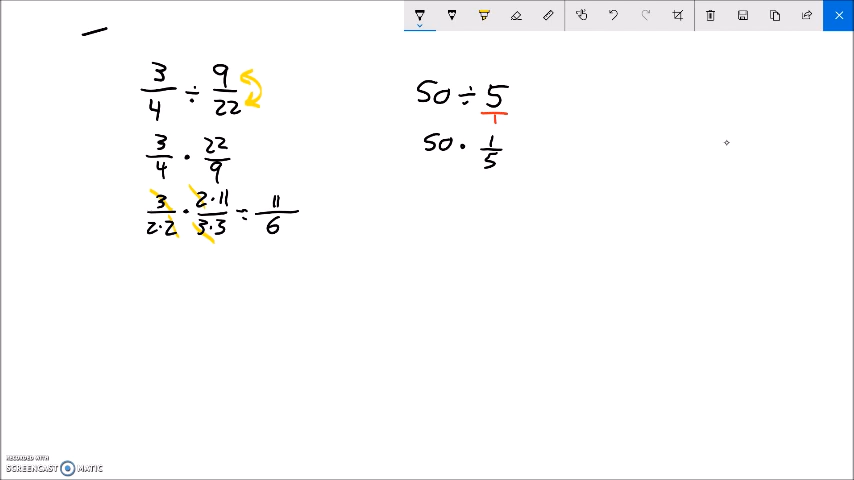 3/4 ÷ 9/22
3/4 · 22/9
3/2·2 · 2·11/3·3 = 11/6
50 ÷ 5/1
50 · 1/5
RECORDED WITH
SCREENCAST MATIC